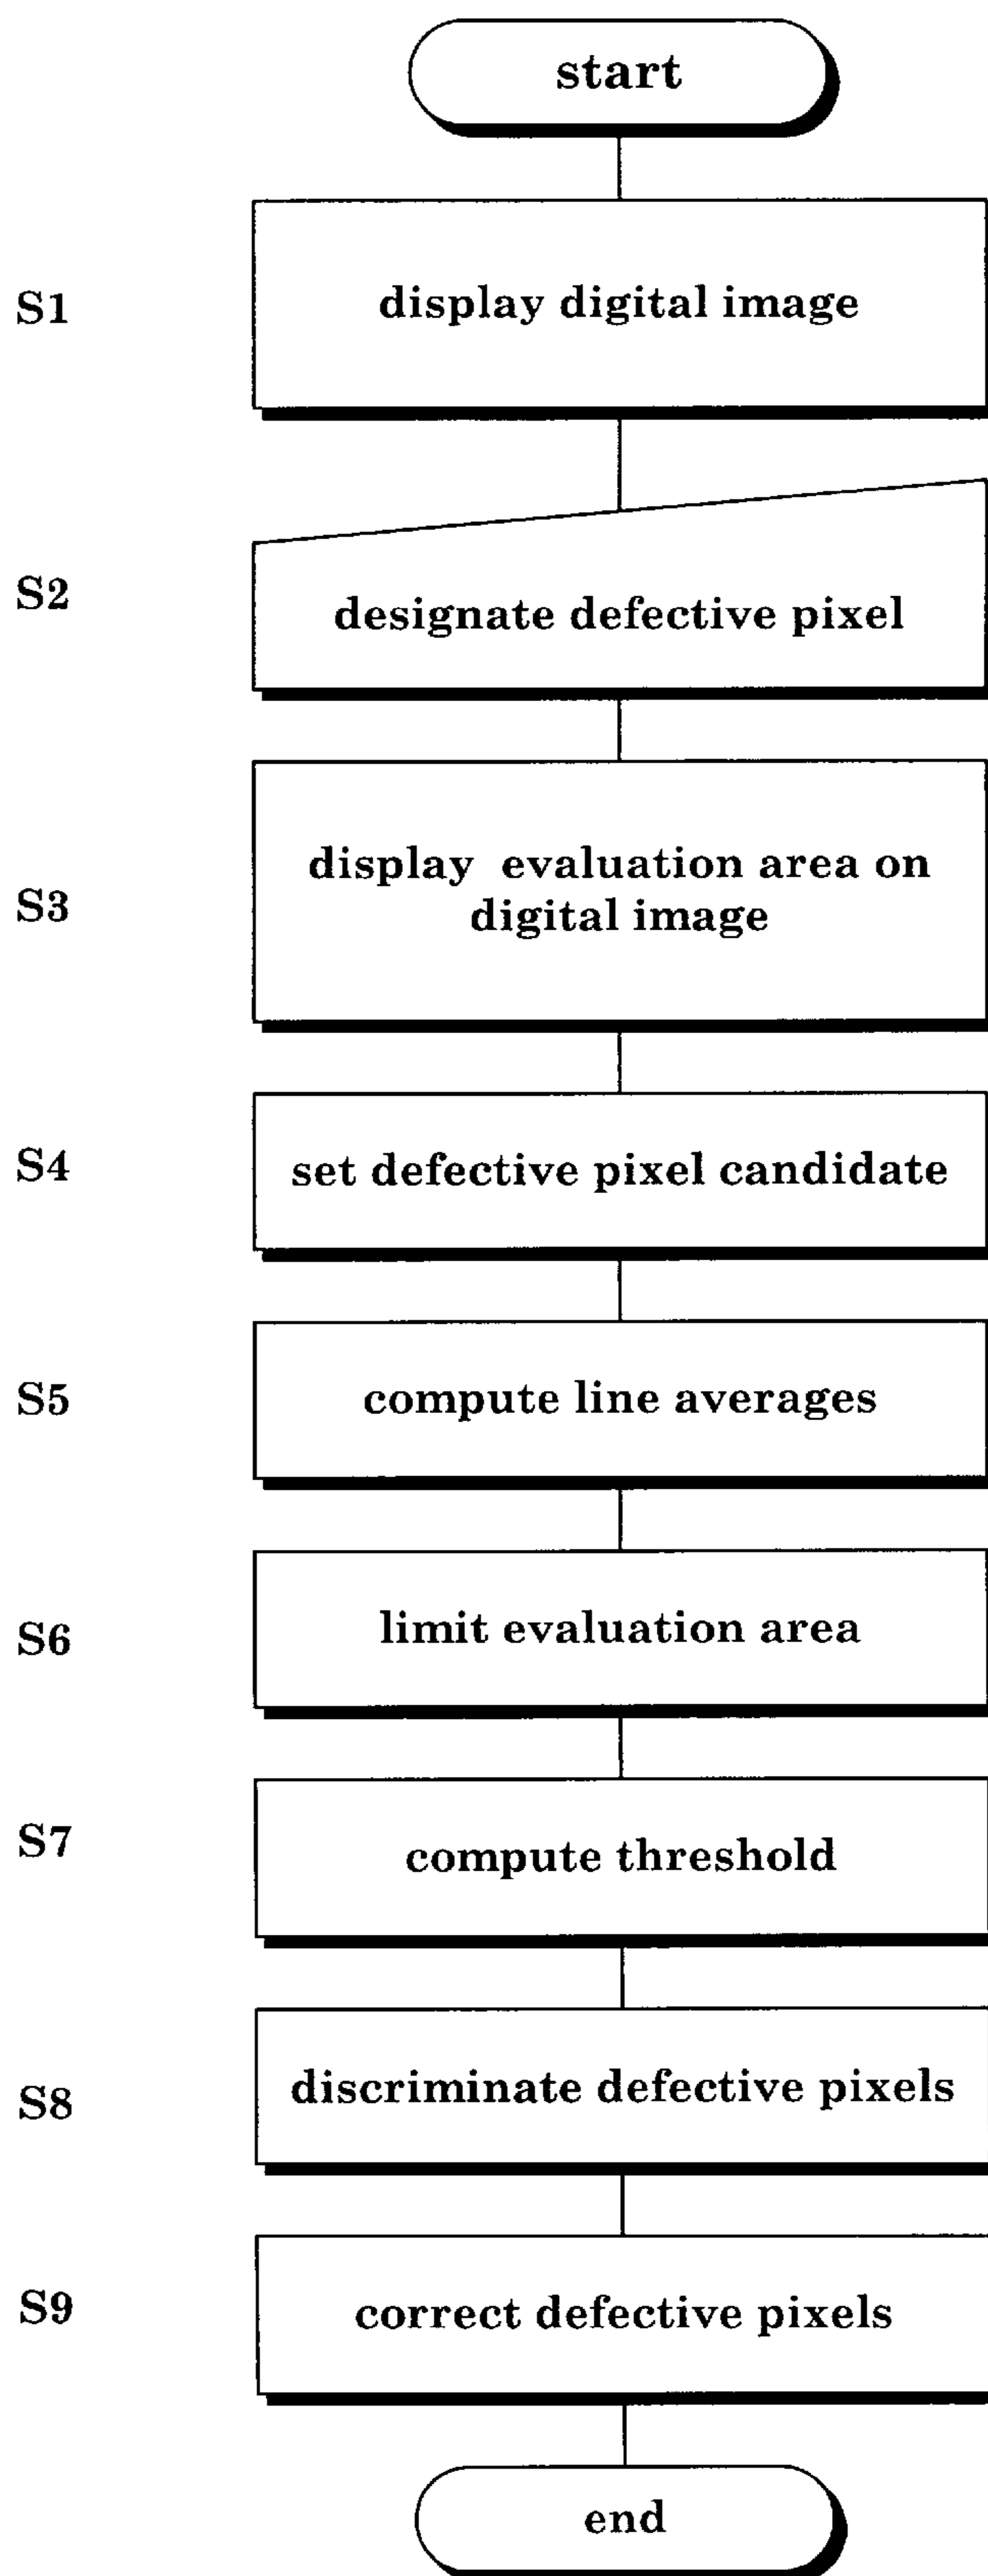 start
S1
display digital image
S2
designate defective pixel
S3
display evaluation area on
digital image
S4
set defective pixel candidate
S5
compute line averages
S6
limit evaluation area
S7
compute threshold
S8
discriminate defective pixels
S9
correct defective pixels
end